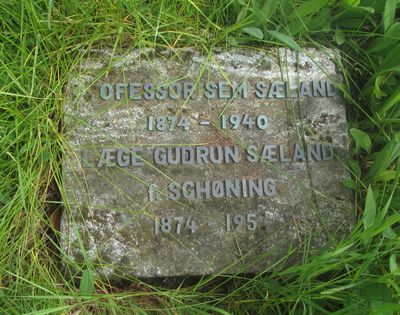 OFESSOR SEM SÆLAND
1874 - 1940
LÆGE GUDRUN SÆLAND
f. SCHØNING
1874 195